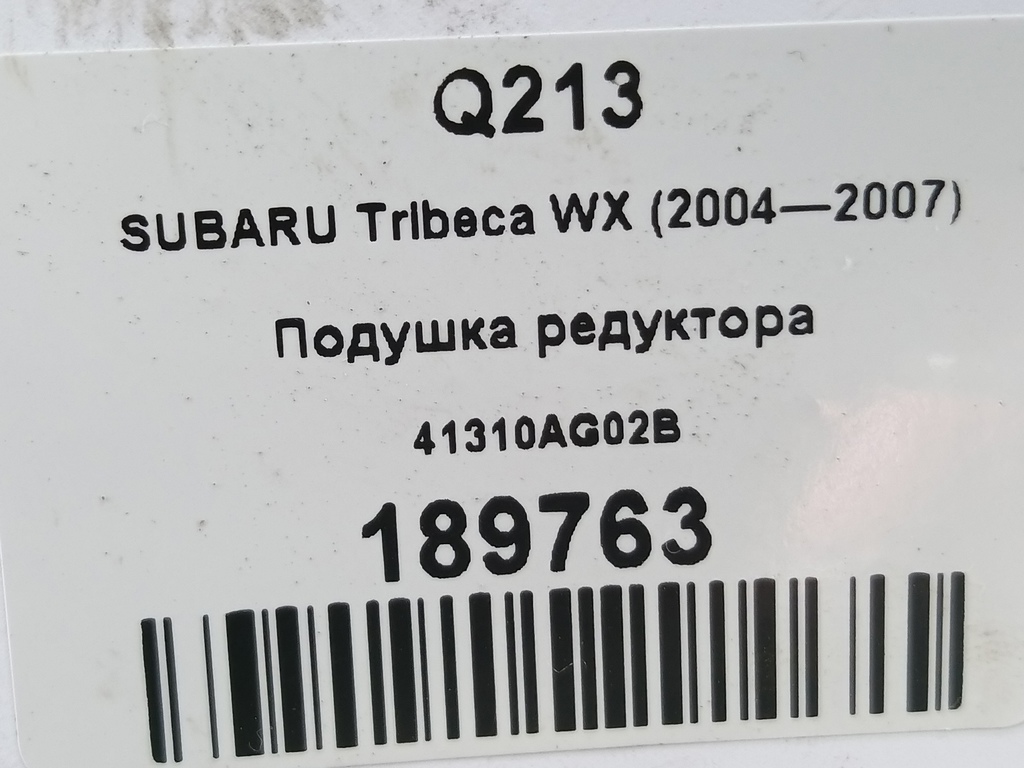 Q213
SUBARU Tribeca WX (2004—2007)
Подушка редуктора
41310AG02B
189763